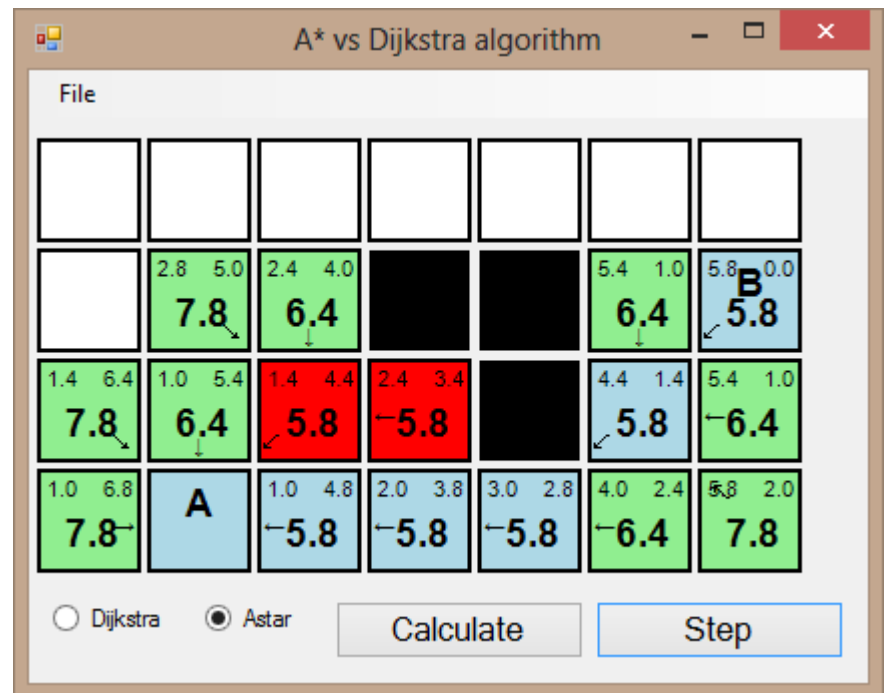 A* vs Dijkstra algorithm
File
2.8 5.0 2.4 4.0 5.4 1.0 5.8 0.0
B
7.8 6.4 6.4 5.8
1.4 6.4 1.0 5.4 1.4 4.4 2.4 3.4 4.4 1.4 5.4 1.0
7.8 6.4 5.8 5.8 5.8 6.4
1.0 6.8 1.0 4.8 2.0 3.8 3.0 2.8 4.0 2.4 5.8 2.0
A
7.8 5.8 5.8 5.8 6.4 7.8
Dijkstra Astar Calculate Step